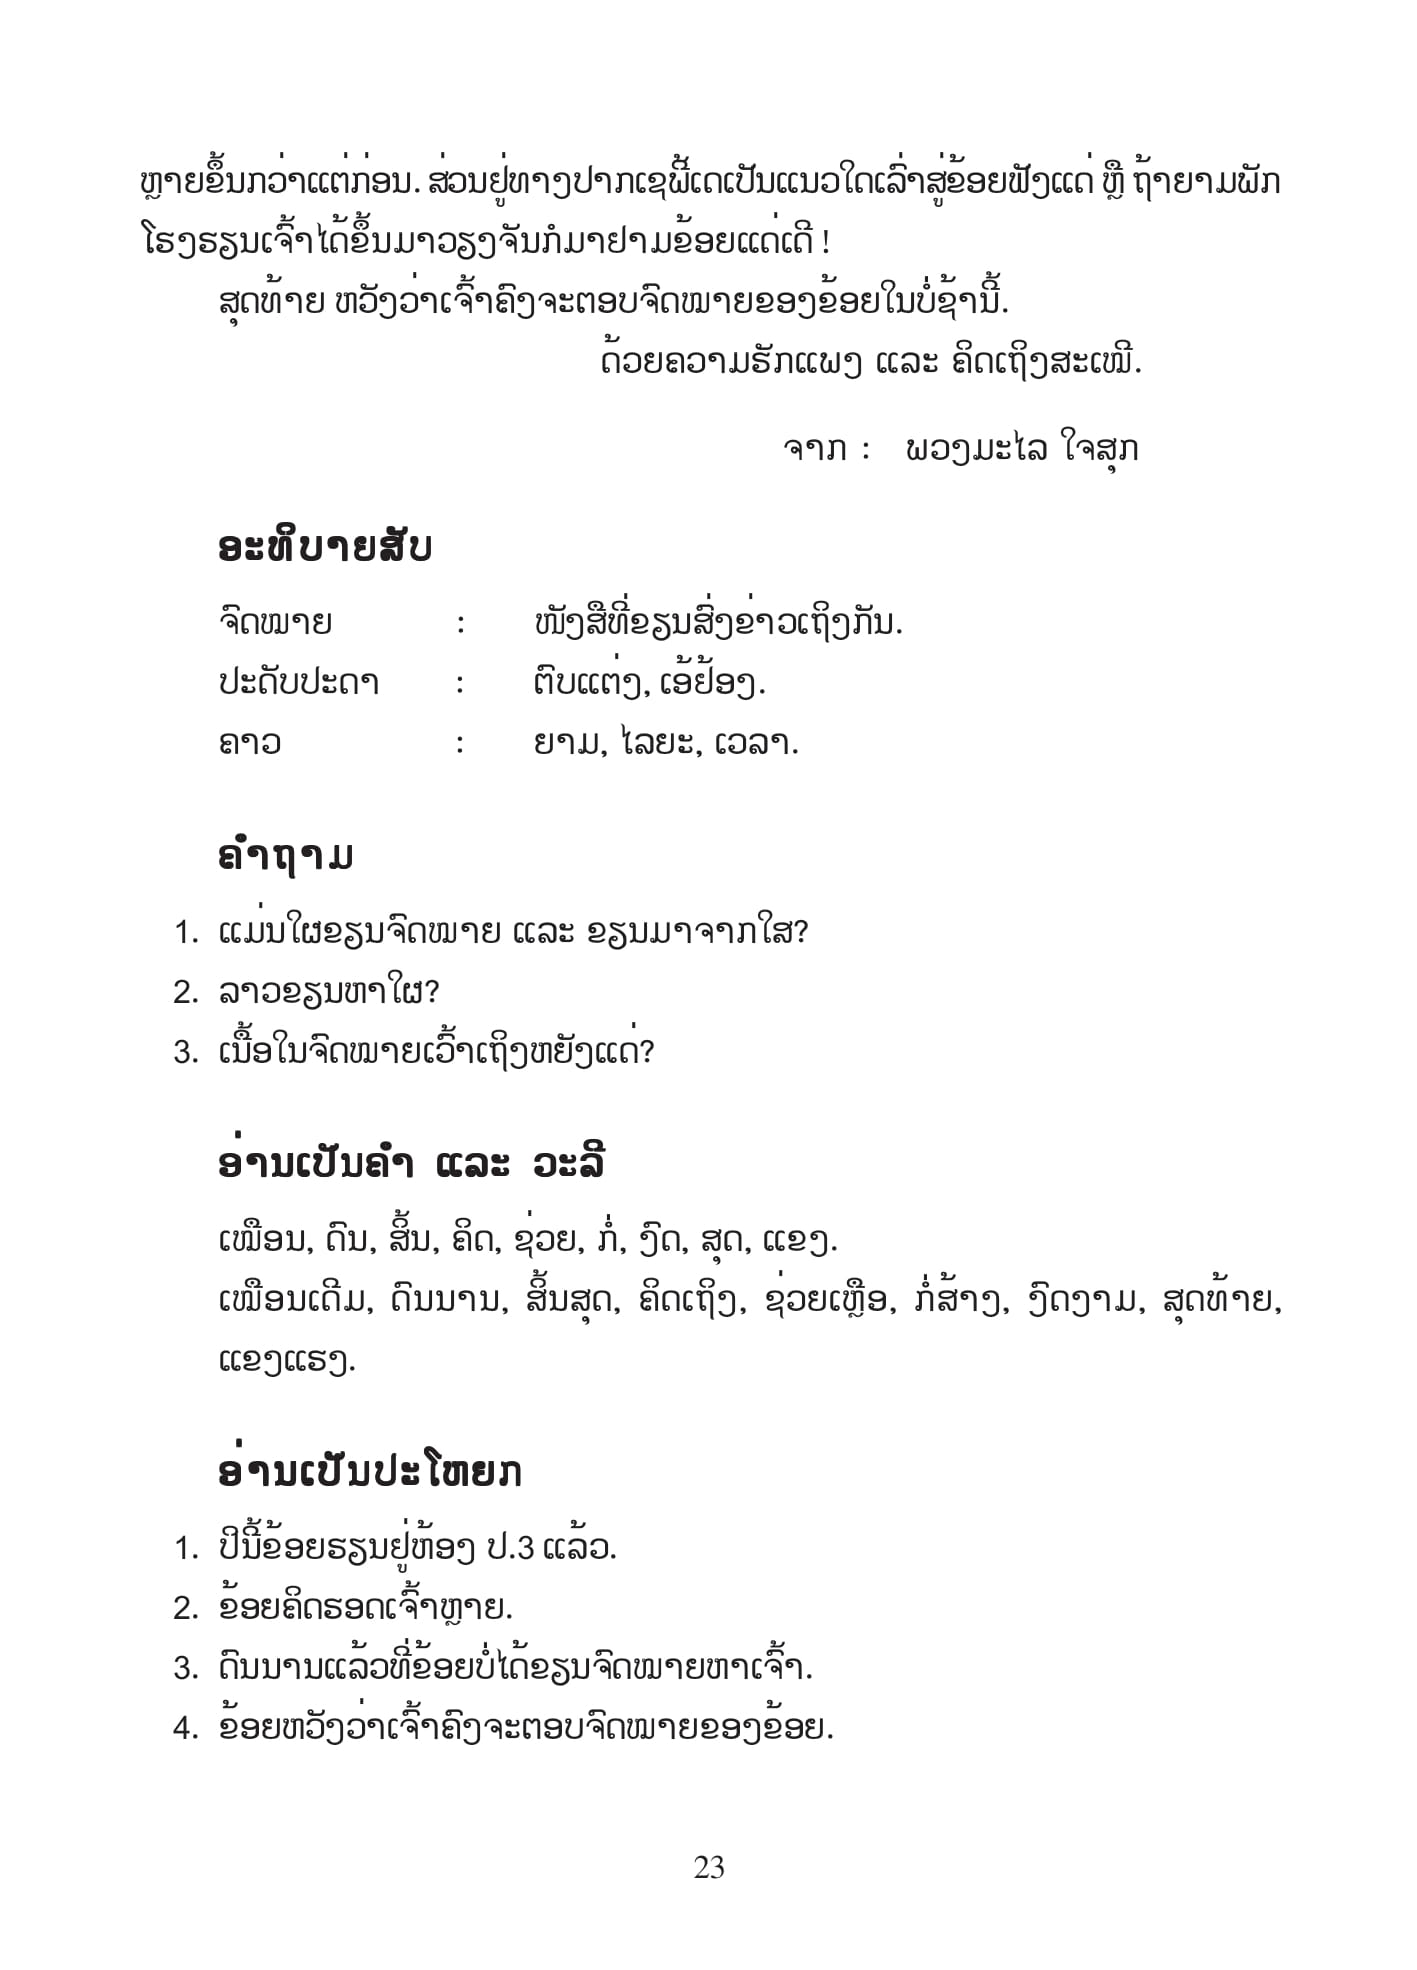 ຫຼາຍຂຶ້ນກວ່າແຕ່ກ່ອນ. ສ່ວນຢູ່ທາງປາກເຊພີ້ເດເປັນແນວໃດເລົ່າສູ່ຂ້ອຍຟັງແດ່ ຫຼື ຖ້າຍາມພັກ
ໂຮງຮຽນເຈົ້າໄດ້ຂຶ້ນມາວຽງຈັນກໍມາຢາມຂ້ອຍແດ່ເດີ !
ສຸດທ້າຍ ຫວັງວ່າເຈົ້າຄົງຈະຕອບຈົດໝາຍຂອງຂ້ອຍໃນບໍ່ຊ້ານີ້.
ດ້ວຍຄວາມຮັກແພງ ແລະ ຄິດເຖິງສະເໝີ.
ຈາກ : ພວງມະໄລ ໃຈສຸກ
ອະທິບາຍສັບ
ຈົດໝາຍ : ໜັງສືທີ່ຂຽນສົ່ງຂ່າວເຖິງກັນ.
ປະດັບປະດາ : ຕົບແຕ່ງ, ເອ້ຢ້ອງ.
ຄາວ : ຍາມ, ໄລຍະ, ເວລາ.
ຄຳຖາມ
1. ແມ່ນໃຜຂຽນຈົດໝາຍ ແລະ ຂຽນມາຈາກໃສ?
2. ລາວຂຽນຫາໃຜ?
3. ເນື້ອໃນຈົດໝາຍເວົ້າເຖິງຫຍັງແດ່?
ອ່ານເປັນຄຳ ແລະ ວະລີ
ເໝືອນ, ດົນ, ສິ້ນ, ຄິດ, ຊ່ວຍ, ກໍ່, ງົດ, ສຸດ, ແຂງ.
ເໝືອນເດີມ, ດົນນານ, ສິ້ນສຸດ, ຄິດເຖິງ, ຊ່ວຍເຫຼືອ, ກໍ່ສ້າງ, ງົດງາມ, ສຸດທ້າຍ,
ແຂງແຮງ.
ອ່ານເປັນປະໂຫຍກ
1. ປີນີ້ຂ້ອຍຮຽນຢູ່ຫ້ອງ ປ.3 ແລ້ວ.
2. ຂ້ອຍຄິດຮອດເຈົ້າຫຼາຍ.
3. ດົນນານແລ້ວທີ່ຂ້ອຍບໍ່ໄດ້ຂຽນຈົດໝາຍຫາເຈົ້າ.
4. ຂ້ອຍຫວັງວ່າເຈົ້າຄົງຈະຕອບຈົດໝາຍຂອງຂ້ອຍ.
23